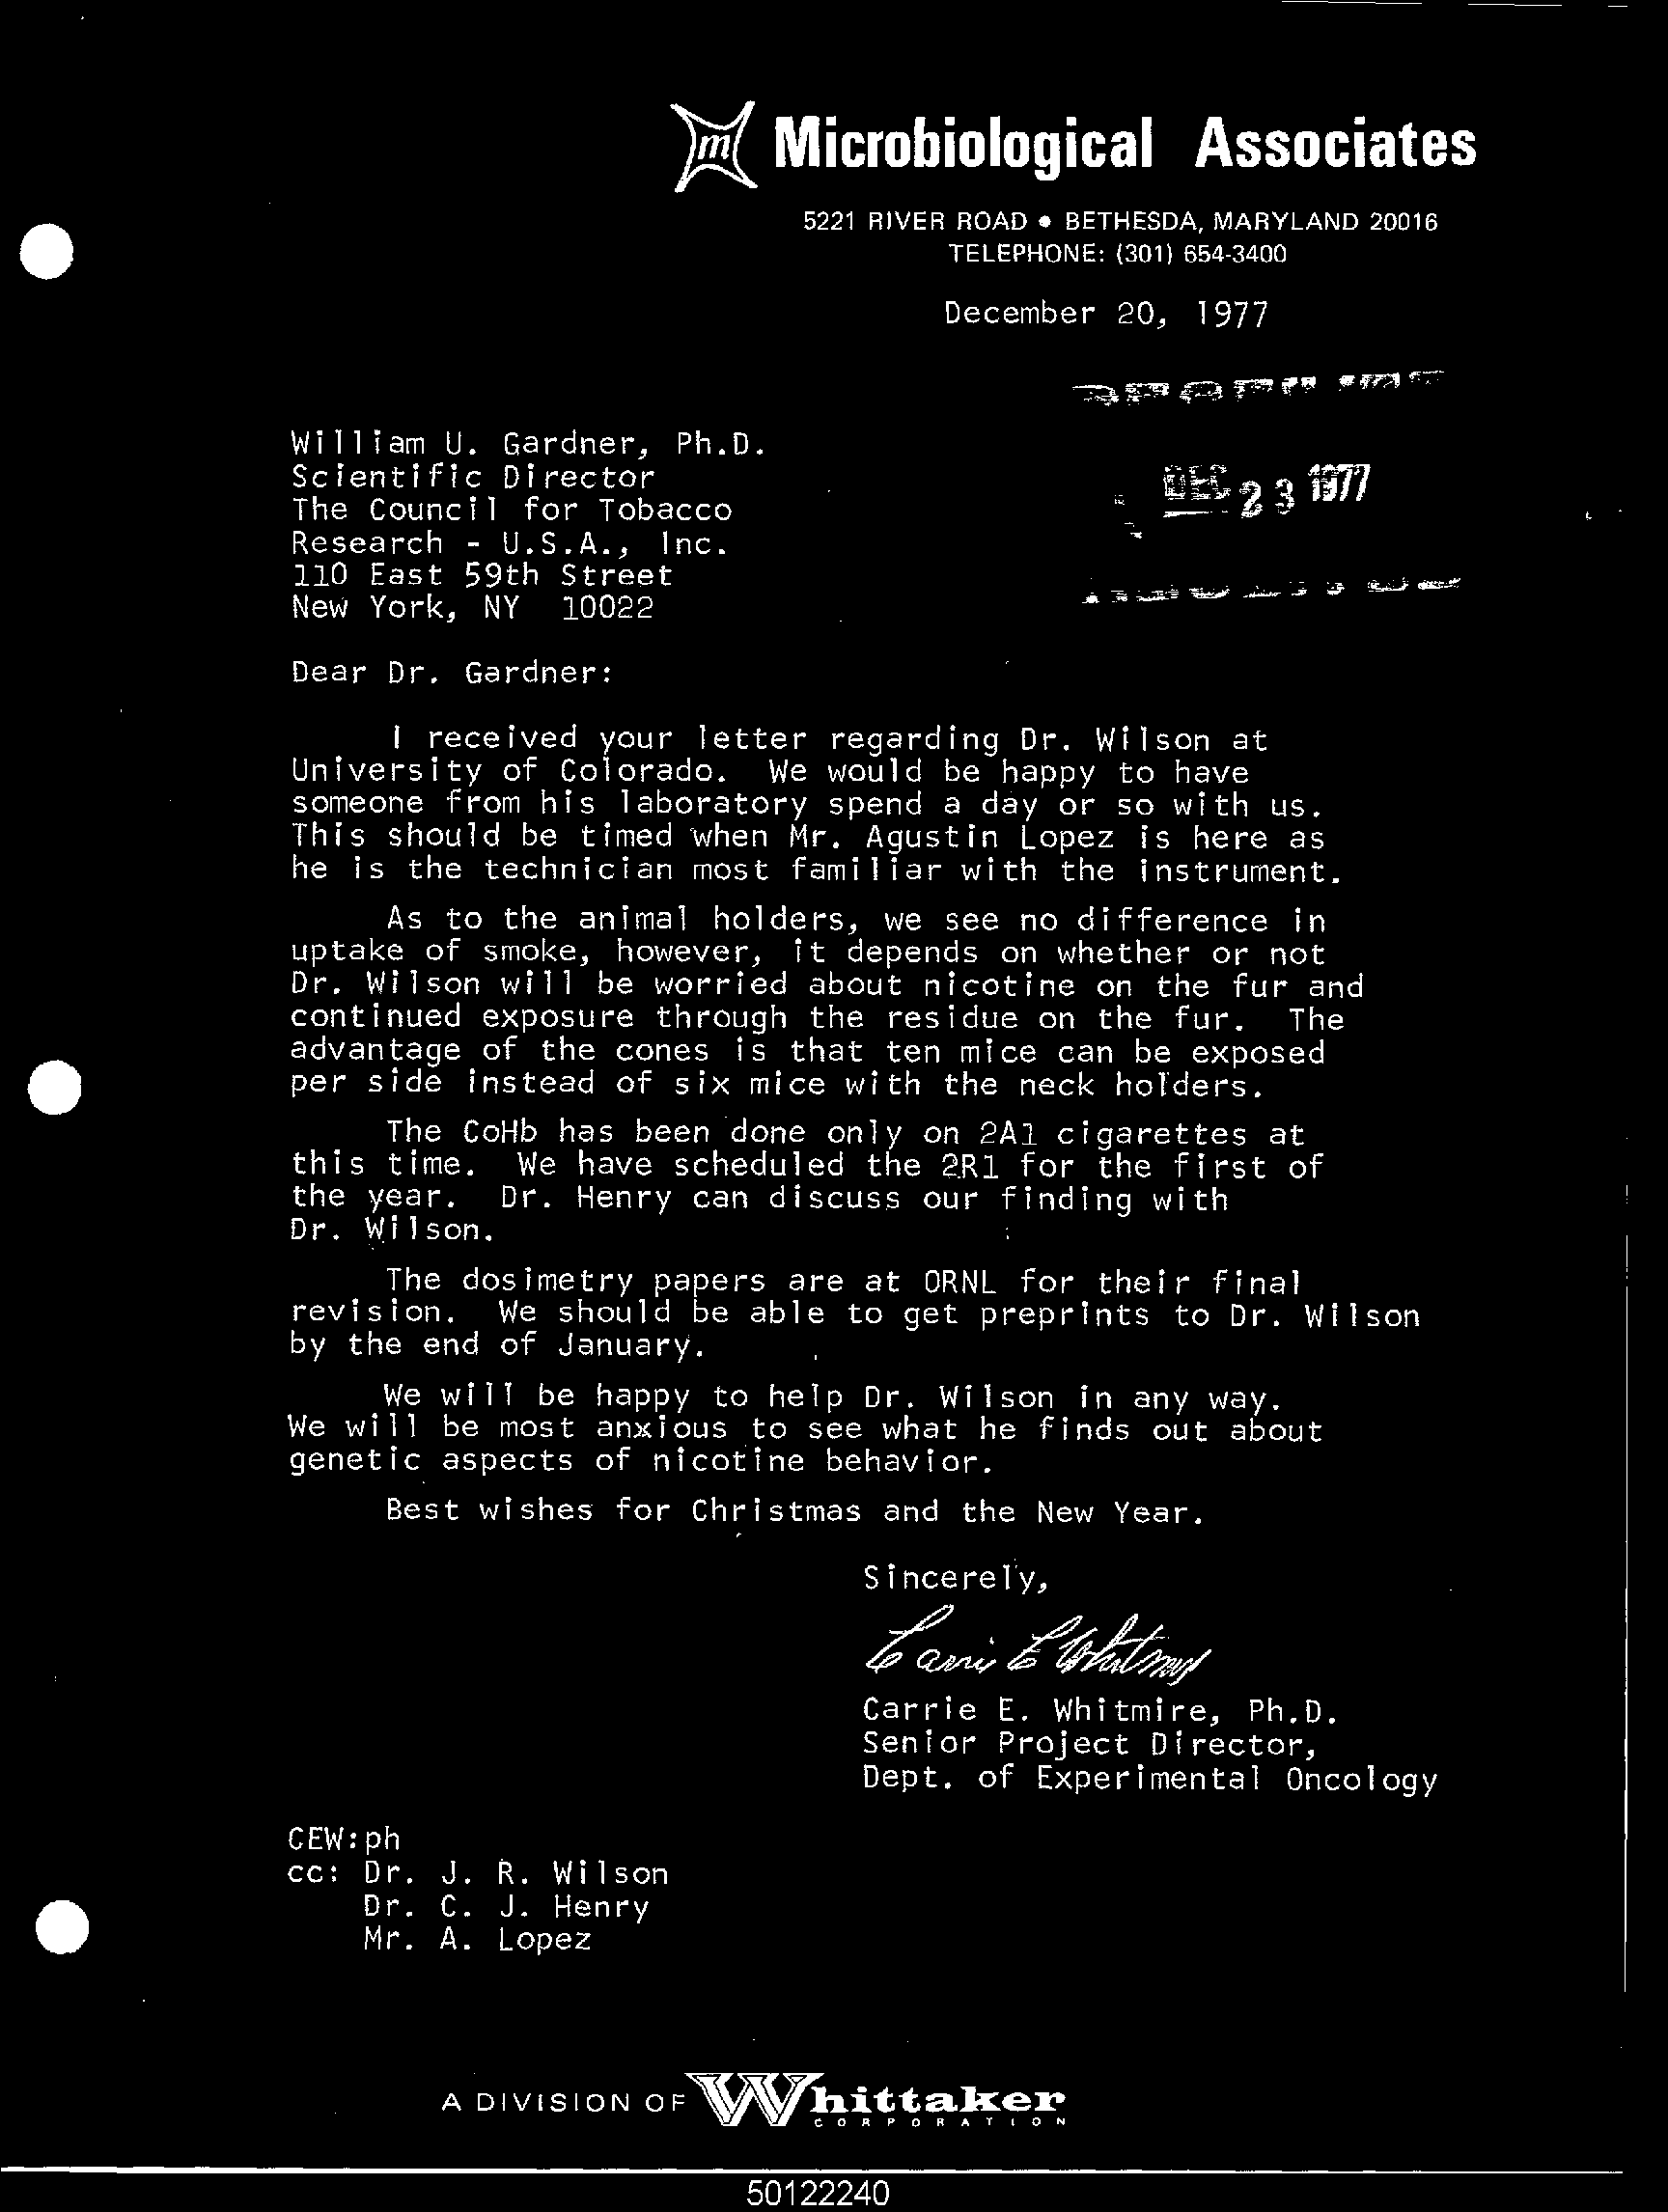 m Microbiological Associates
5221 RIVER ROAD • BETHESDA, MARYLAND 20016
TELEPHONE: (301) 654-3400
December 20, 1977
William U. Gardner, Ph.D.
Scientific Director
The Council for Tobacco
Research - U.S.A., Inc.
110 East 59th Street
New York, NY 10022
DEC 23 1977
Dear Dr. Gardner:
I received your letter regarding Dr. Wilson at
University of Colorado. We would be happy to have
someone from his laboratory spend a day or so with us.
This should be timed when Mr. Agustin Lopez is here as
he is the technician most familiar with the instrument.
As to the animal holders, we see no difference in
uptake of smoke, however, it depends on whether or not
Dr. Wilson will be worried about nicotine on the fur and
continued exposure through the residue on the fur. The
advantage of the cones is that ten mice can be exposed
per side instead of six mice with the neck holders.
The CoHb has been done only on 2A1 cigarettes at
this time. We have scheduled the 2R1 for the first of
the year. Dr. Henry can discuss our finding with
Dr. Wilson.
The dosimetry papers are at ORNL for their final
revision. We should be able to get preprints to Dr. Wilson
by the end of January.
We will be happy to help Dr. Wilson in any way.
We will be most anxious to see what he finds out about
genetic aspects of nicotine behavior.
Best wishes for Christmas and the New Year.
Sincerely,
Carrie E Whitmire
Carrie E. Whitmire, Ph.D.
Senior Project Director,
Dept. of Experimental Oncology
CEW:ph
cc: Dr. J. R. Wilson
Dr. C. J. Henry
Mr. A. Lopez
A DIVISION OF Whittaker
CORPORATION
50122240